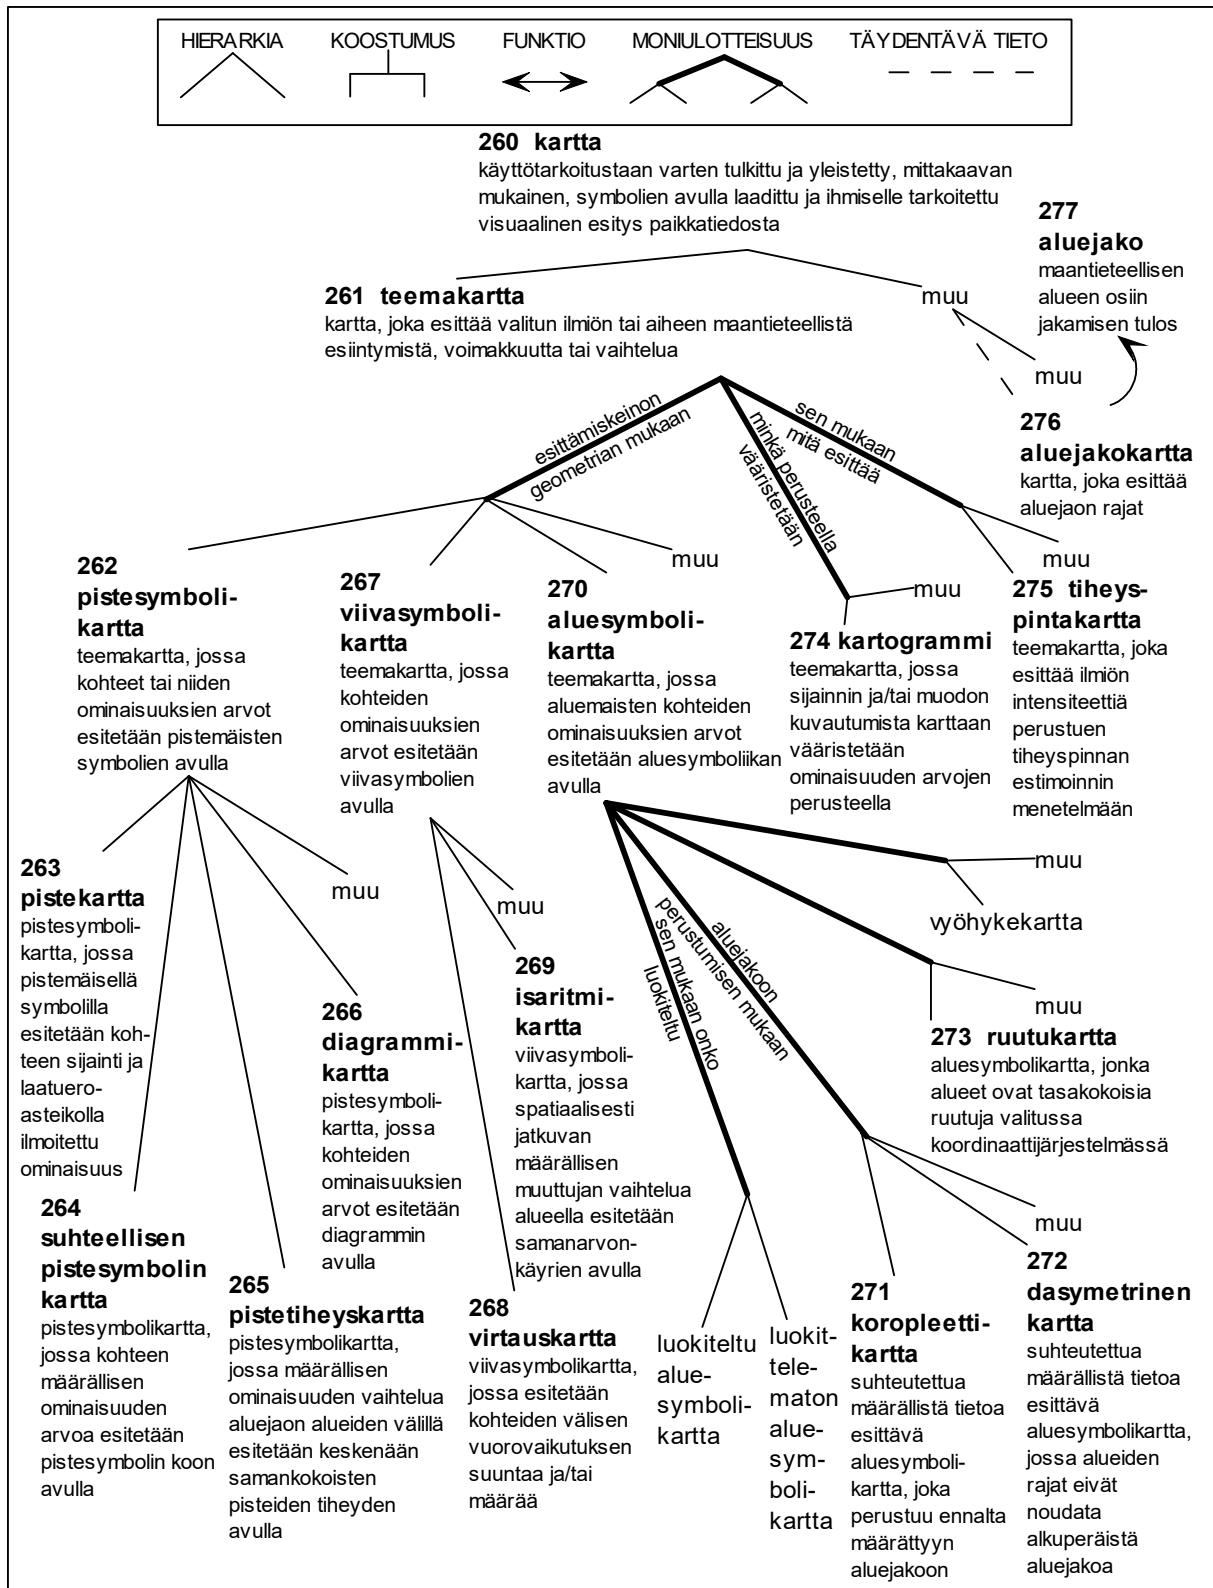 HIERARKIA KOOSTUMUS FUNKTIO MONIULOTTEISUUS TÄYDENTÄVÄ TIETO
260 kartta
käyttötarkoitustaan varten tulkittu ja yleistetty, mittakaavan
mukainen, symbolien avulla laadittu ja ihmiselle tarkoitettu
visuaalinen esitys paikkatiedosta
277
aluejako
maantieteellisen
alueen osiin
jakamisen tulos
261 teemakartta
kartta, joka esittää valitun ilmiön tai aiheen maantieteellistä
esiintymistä, voimakkuutta tai vaihtelua
muu
muu
276
aluejakokartta
kartta, joka esittää
aluejaon rajat
esittämiskeinon
geometrian mukaan
minkä perusteella
vääristetään
sen mukaan
mitä esittää
262
pistesymboli-
kartta
teemakartta, jossa
kohteet tai niiden
ominaisuuksien arvot
esitetään pistemäisten
symbolien avulla
267
viivasymboli-
kartta
teemakartta, jossa
kohteiden
ominaisuuksien
arvot esitetään
viivasymbolien
avulla
270
aluesymboli-
kartta
teemakartta, jossa
aluemaisten kohteiden
ominaisuuksien arvot
esitetään aluesymboliikan
avulla
muu
muu
274 kartogrammi
teemakartta, jossa
sijainnin ja/tai muodon
kuvautumista karttaan
vääristetään
ominaisuuden arvojen
perusteella
muu
275 tiheys-
pintakartta
teemakartta, joka
esittää ilmiön
intensiteettiä
perustuen
tiheyspinnan
estimoinnin
menetelmään
263
pistekartta
pistesymboli-
kartta, jossa
pistemäisellä
symbolilla
esitetään koh-
teen sijainti ja
laatuero-
asteikolla
ilmoitettu
ominaisuus
muu
muu
264
suhteellisen
pistesymbolin
kartta
pistesymbolikartta,
jossa kohteen
määrällisen
ominaisuuden
arvoa esitetään
pistesymbolin koon
avulla
265
pistetiheyskartta
pistesymbolikartta,
jossa määrällisen
ominaisuuden vaihtelua
aluejaon alueiden välillä
esitetään keskenään
samankokoisten
pisteiden tiheyden
avulla
266
diagrammi-
kartta
pistesymboli-
kartta, jossa
kohteiden
ominaisuuksien
arvot esitetään
diagrammin
avulla
268
virtauskartta
viivasymbolikartta,
jossa esitetään
kohteiden välisen
vuorovaikutuksen
suuntaa ja/tai
määrää
269
isaritmi-
kartta
viivasymboli-
kartta, jossa
spatiaalisesti
jatkuvan
määrällisen
muuttujan vaihtelua
alueella esitetään
samanarvon-
käyrien avulla
sen mukaan onko
luokiteltu
aluejakoon
perustumisen mukaan
muu
vyöhykekartta
muu
273 ruutukartta
aluesymbolikartta, jonka
alueet ovat tasakokoisia
ruutuja valitussa
koordinaattijärjestelmässä
luokiteltu
alue-
symboli-
kartta
luokit-
tele-
maton
alue-
sym-
boli-
kartta
muu
271
koropleetti-
kartta
suhteutettua
määrällistä tietoa
esittävä
aluesymboli-
kartta, joka
perustuu ennalta
määrättyyn
aluejakoon
272
dasymetrinen
kartta
suhteutettua
määrällistä tietoa
esittävä
aluesymbolikartta,
jossa alueiden
rajat eivät
noudata
alkuperäistä
aluejakoa